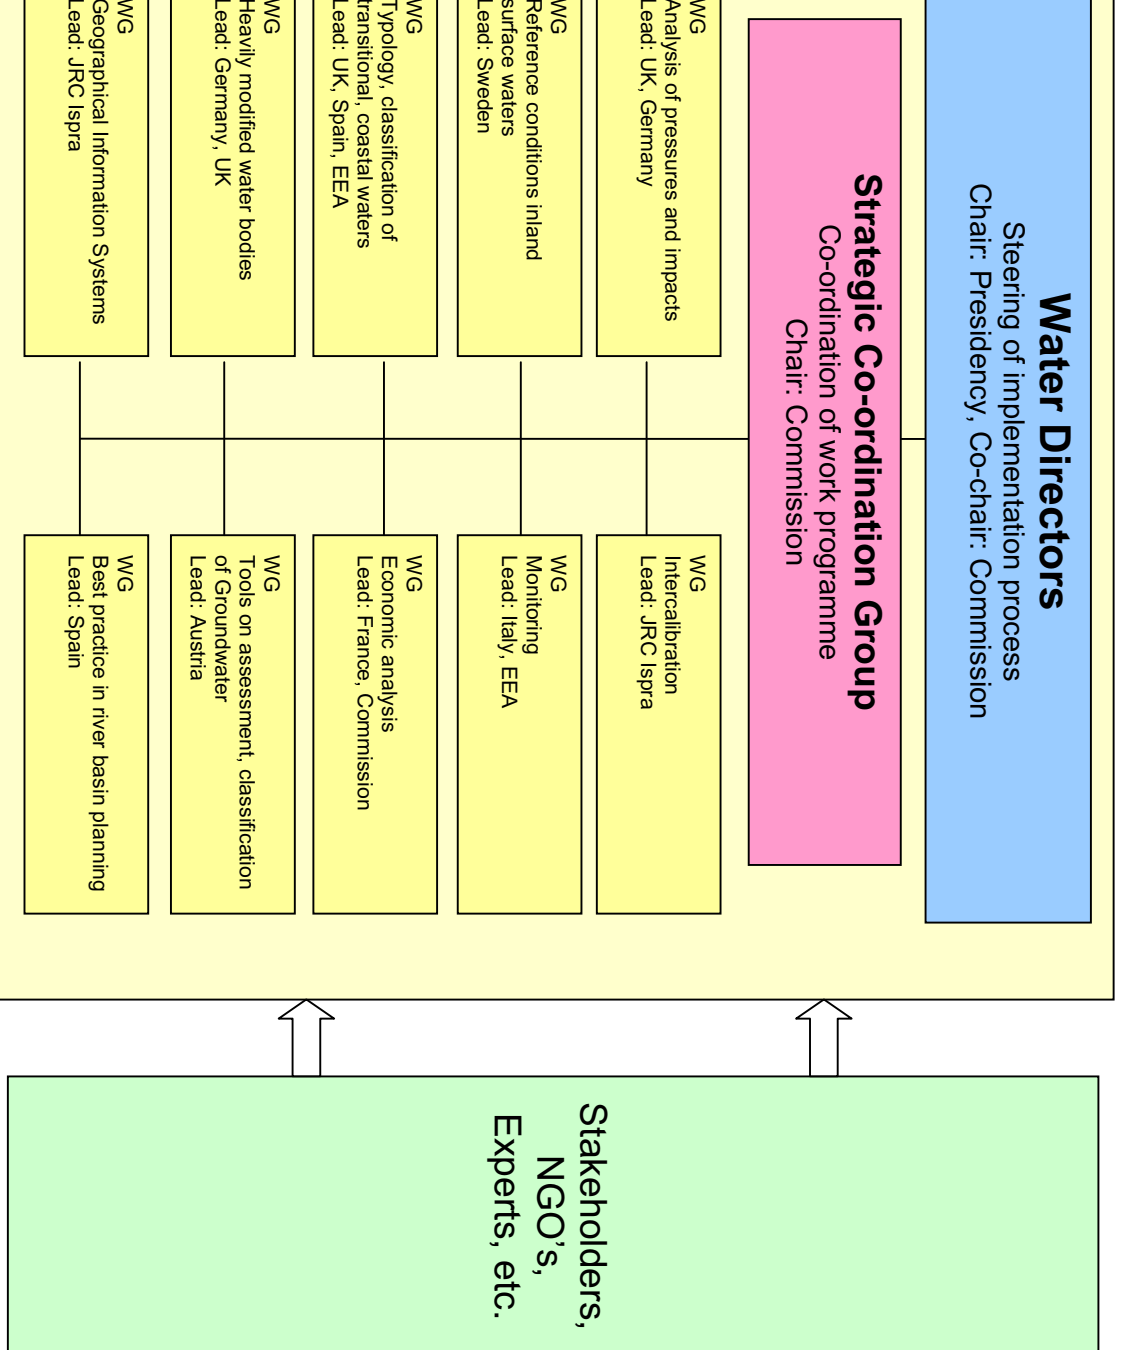 Water Directors
Steering of implementation process
Chair: Presidency, Co-chair: Commission
Strategic Co-ordination Group
Co-ordination of work programme
Chair: Commission
WG
Analysis of pressures and impacts
Lead: UK, Germany
WG
Intercalibration
Lead: JRC Ispra
WG
Reference conditions inland
surface waters
Lead: Sweden
WG
Monitoring
Lead: Italy, EEA
WG
Typology, classification of
transitional, coastal waters
Lead: UK, Spain, EEA
WG
Economic analysis
Lead: France, Commission
WG
Heavily modified water bodies
Lead: Germany, UK
WG
Tools on assessment, classification
of Groundwater
Lead: Austria
WG
Geographical Information Systems
Lead: JRC Ispra
WG
Best practice in river basin planning
Lead: Spain
Stakeholders,
NGO's,
Experts, etc.